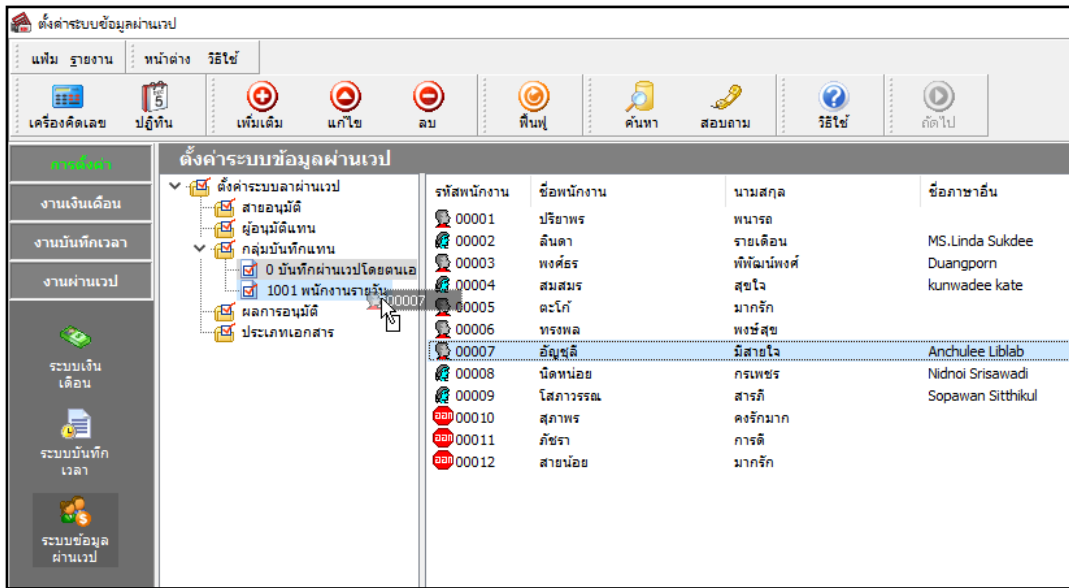 ตั้งค่าระบบข้อมูลผ่านเวป
แฟ้ม รายงาน หน้าต่าง วิธีใช้
เครื่องคิดเลข ปฏิทิน เพิ่มเติม แก้ไข ลบ ฟื้นฟู ค้นหา สอบถาม วิธีใช้ ถัดไป
การตั้งค่า
งานเงินเดือน
งานบันทึกเวลา
งานผ่านเวป
ระบบเงิน
เดือน
ระบบบันทึก
เวลา
ระบบข้อมูล
ผ่านเวป
ตั้งค่าระบบข้อมูลผ่านเวป
ตั้งค่าระบบลาผ่านเวป
สายอนุมัติ
ผู้อนุมัติแทน
กลุ่มบันทึกแทน
0 บันทึกผ่านเวปโดยตนเอ
1001 พนักงานรายวัน
00007
ผลการอนุมัติ
ประเภทเอกสาร
รหัสพนักงาน ชื่อพนักงาน นามสกุล ชื่อภาษาอื่น
00001 ปริยาพร พนารถ
00002 ลินดา รายเดือน MS.Linda Sukdee
00003 พงศ์ธร พิพัฒน์พงศ์ Duangporn
00004 สมสมร สุขใจ kunwadee kate
00005 ตะโก้ มากรัก
00006 ทรงพล พงษ์สุข
00007 อัญชุลี มีสายใจ Anchulee Liblab
00008 นิดหน่อย กรเพชร Nidnoi Srisawadi
00009 โสภาวรรณ สารภี Sopawan Sitthikul
ออก 00010 สุภาพร คงรักมาก
ออก 00011 ภัชรา การดี
ออก 00012 สายน้อย มากรัก